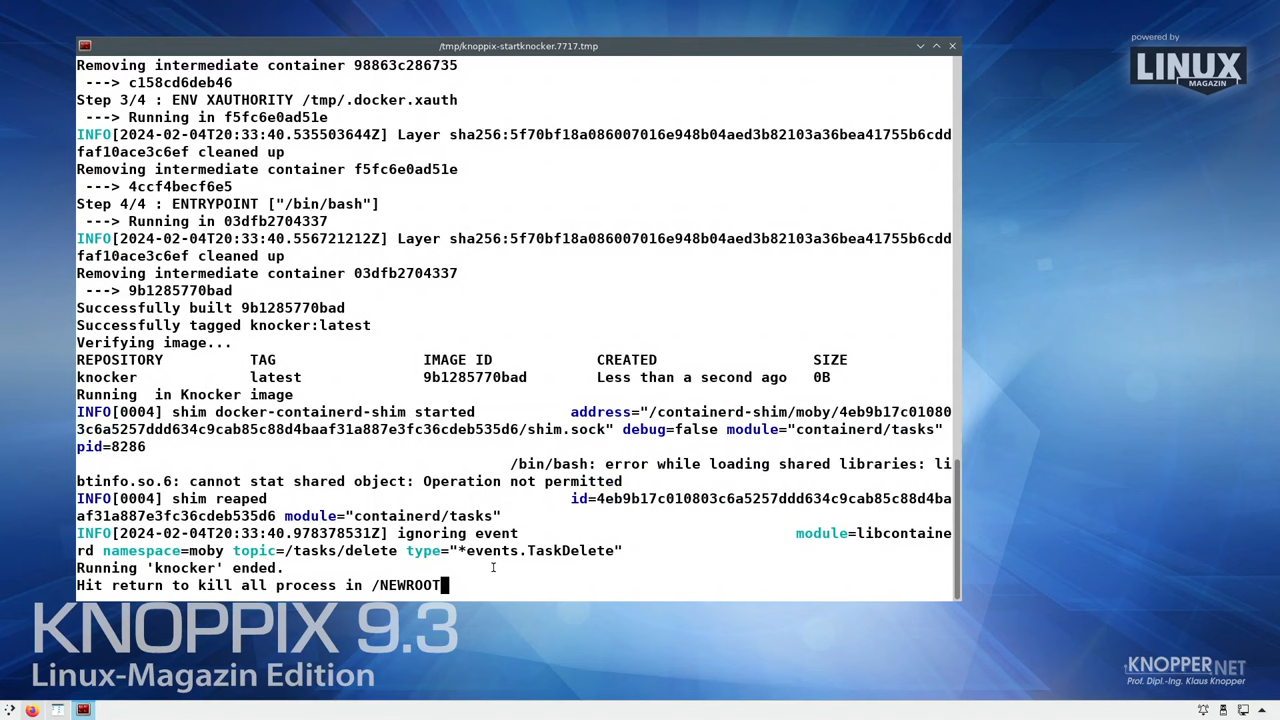 /tmp/knoppix-startknocker.7717.tmp
powered by
LINUX
MAGAZIN
Removing intermediate container 98863c286735
 ---> c158cd6deb46
Step 3/4 : ENV XAUTHORITY /tmp/.docker.xauth
 ---> Running in f5fc6e0ad51e
INFO[2024-02-04T20:33:40.535503644Z] Layer sha256:5f70bf18a086007016e948b04aed3b82103a36bea41755b6cdd
faf10ace3c6ef cleaned up
Removing intermediate container f5fc6e0ad51e
 ---> 4ccf4becf6e5
Step 4/4 : ENTRYPOINT ["/bin/bash"]
 ---> Running in 03dfb2704337
INFO[2024-02-04T20:33:40.556721212Z] Layer sha256:5f70bf18a086007016e948b04aed3b82103a36bea41755b6cdd
faf10ace3c6ef cleaned up
Removing intermediate container 03dfb2704337
 ---> 9b1285770bad
Successfully built 9b1285770bad
Successfully tagged knocker:latest
Verifying image...
REPOSITORY TAG IMAGE ID CREATED SIZE
knocker latest 9b1285770bad Less than a second ago 0B
Running  in Knocker image
INFO[0004] shim docker-containerd-shim started address="/containerd-shim/moby/4eb9b17c01080
3c6a5257ddd634c9cab85c88d4baaf31a887e3fc36cdeb535d6/shim.sock" debug=false module="containerd/tasks"
pid=8286
/bin/bash: error while loading shared libraries: li
btinfo.so.6: cannot stat shared object: Operation not permitted
INFO[0004] shim reaped id=4eb9b17c010803c6a5257ddd634c9cab85c88d4ba
af31a887e3fc36cdeb535d6 module="containerd/tasks"
INFO[2024-02-04T20:33:40.978378531Z] ignoring event module=libcontaine
rd namespace=moby topic=/tasks/delete type="*events.TaskDelete"
Running 'knocker' ended.
Hit return to kill all process in /NEWROOT
KNOPPIX 9.3
Linux-Magazin Edition
KNOPPER.NET
Prof. Dipl.-Ing. Klaus Knopper